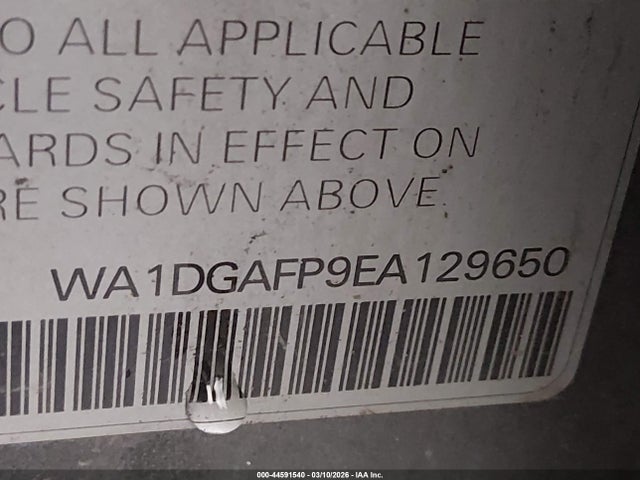 O ALL APPLICABLE
CLE SAFETY AND
ARDS IN EFFECT ON
RE SHOWN ABOVE.
WA1DGAFP9EA129650
000-44591540 - 03/10/2026 - IAA Inc.